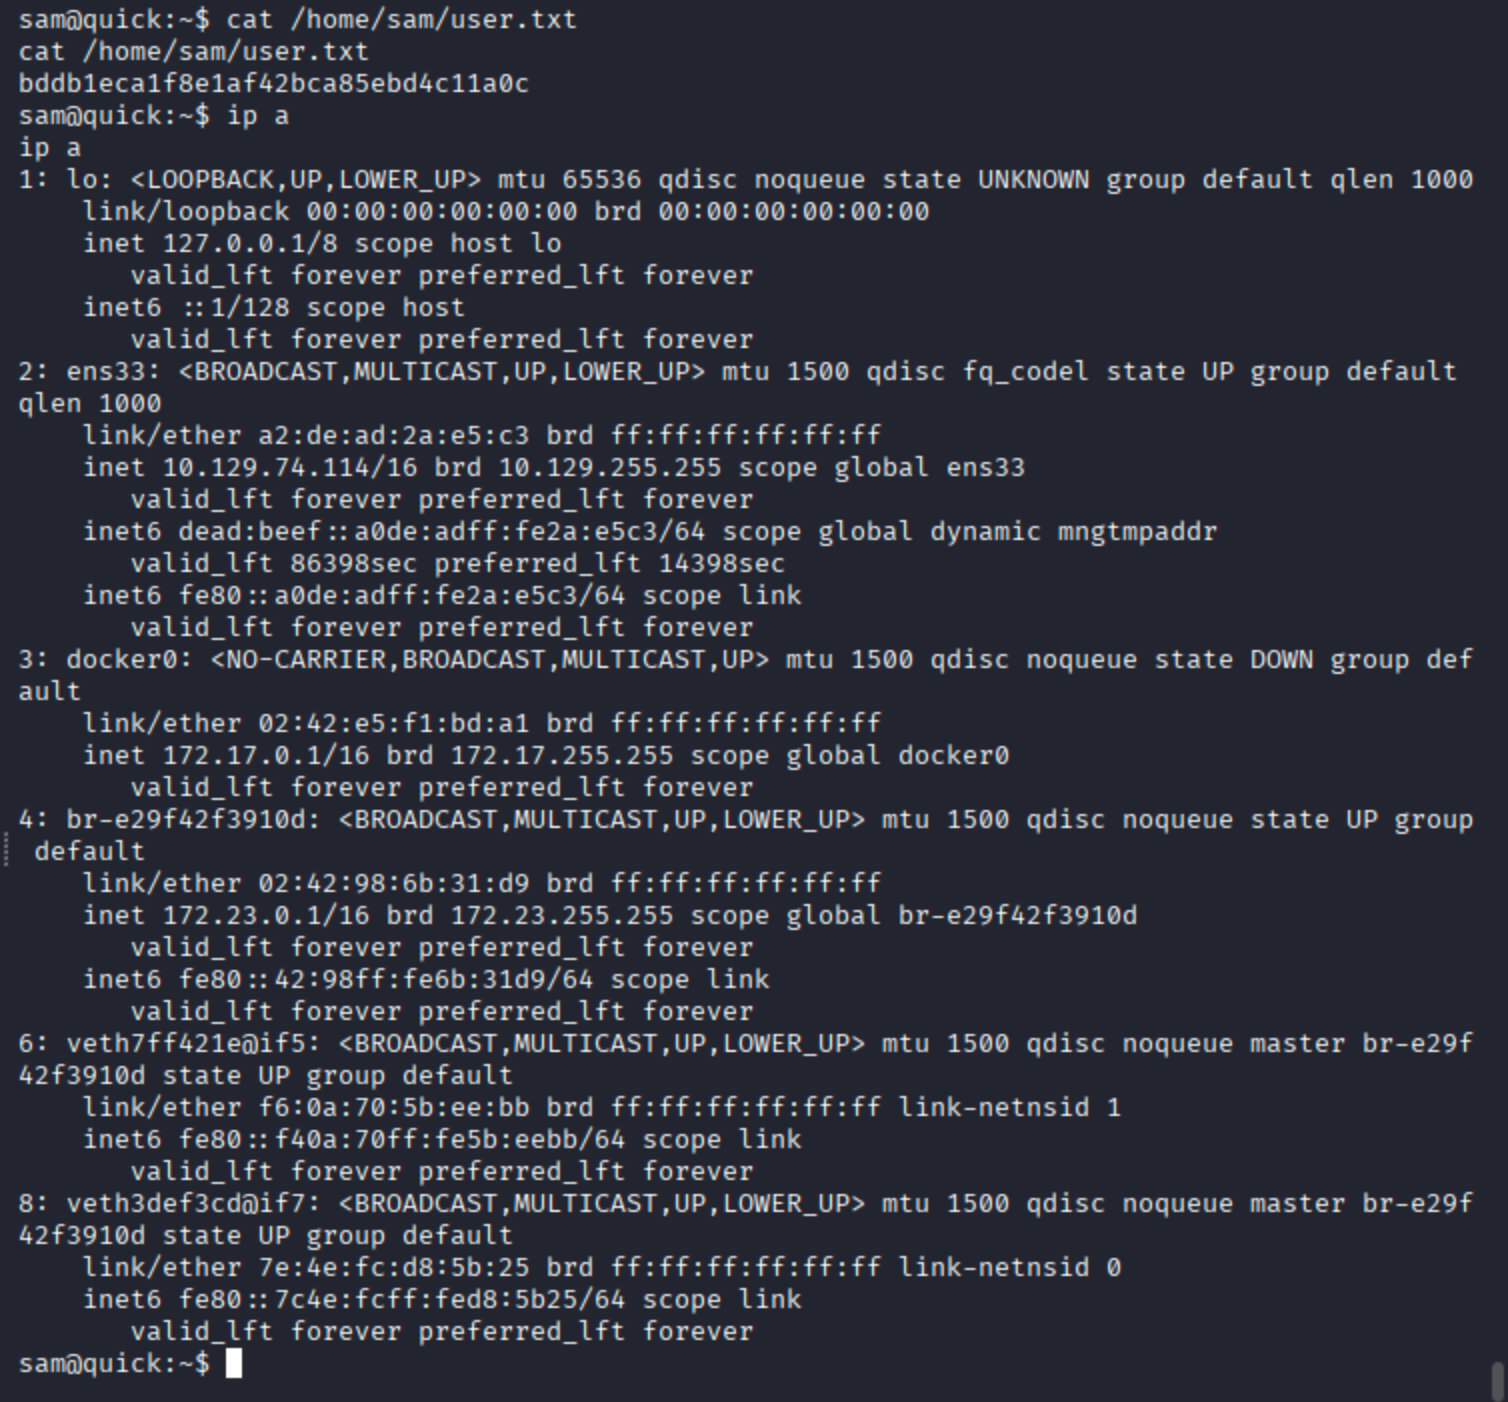 sam@quick:~$ cat /home/sam/user.txt
cat /home/sam/user.txt
bddb1eca1f8e1af42bca85ebd4c11a0c
sam@quick:~$ ip a
ip a
1: lo: <LOOPBACK,UP,LOWER_UP> mtu 65536 qdisc noqueue state UNKNOWN group default qlen 1000
    link/loopback 00:00:00:00:00:00 brd 00:00:00:00:00:00
    inet 127.0.0.1/8 scope host lo
       valid_lft forever preferred_lft forever
    inet6 ::1/128 scope host
       valid_lft forever preferred_lft forever
2: ens33: <BROADCAST,MULTICAST,UP,LOWER_UP> mtu 1500 qdisc fq_codel state UP group default
qlen 1000
    link/ether a2:de:ad:2a:e5:c3 brd ff:ff:ff:ff:ff:ff
    inet 10.129.74.114/16 brd 10.129.255.255 scope global ens33
       valid_lft forever preferred_lft forever
    inet6 dead:beef::a0de:adff:fe2a:e5c3/64 scope global dynamic mngtmpaddr
       valid_lft 86398sec preferred_lft 14398sec
    inet6 fe80::a0de:adff:fe2a:e5c3/64 scope link
       valid_lft forever preferred_lft forever
3: docker0: <NO-CARRIER,BROADCAST,MULTICAST,UP> mtu 1500 qdisc noqueue state DOWN group def
ault
    link/ether 02:42:e5:f1:bd:a1 brd ff:ff:ff:ff:ff:ff
    inet 172.17.0.1/16 brd 172.17.255.255 scope global docker0
       valid_lft forever preferred_lft forever
4: br-e29f42f3910d: <BROADCAST,MULTICAST,UP,LOWER_UP> mtu 1500 qdisc noqueue state UP group
 default
    link/ether 02:42:98:6b:31:d9 brd ff:ff:ff:ff:ff:ff
    inet 172.23.0.1/16 brd 172.23.255.255 scope global br-e29f42f3910d
       valid_lft forever preferred_lft forever
    inet6 fe80::42:98ff:fe6b:31d9/64 scope link
       valid_lft forever preferred_lft forever
6: veth7ff421e@if5: <BROADCAST,MULTICAST,UP,LOWER_UP> mtu 1500 qdisc noqueue master br-e29f
42f3910d state UP group default
    link/ether f6:0a:70:5b:ee:bb brd ff:ff:ff:ff:ff:ff link-netnsid 1
    inet6 fe80::f40a:70ff:fe5b:eebb/64 scope link
       valid_lft forever preferred_lft forever
8: veth3def3cd@if7: <BROADCAST,MULTICAST,UP,LOWER_UP> mtu 1500 qdisc noqueue master br-e29f
42f3910d state UP group default
    link/ether 7e:4e:fc:d8:5b:25 brd ff:ff:ff:ff:ff:ff link-netnsid 0
    inet6 fe80::7c4e:fcff:fed8:5b25/64 scope link
       valid_lft forever preferred_lft forever
sam@quick:~$